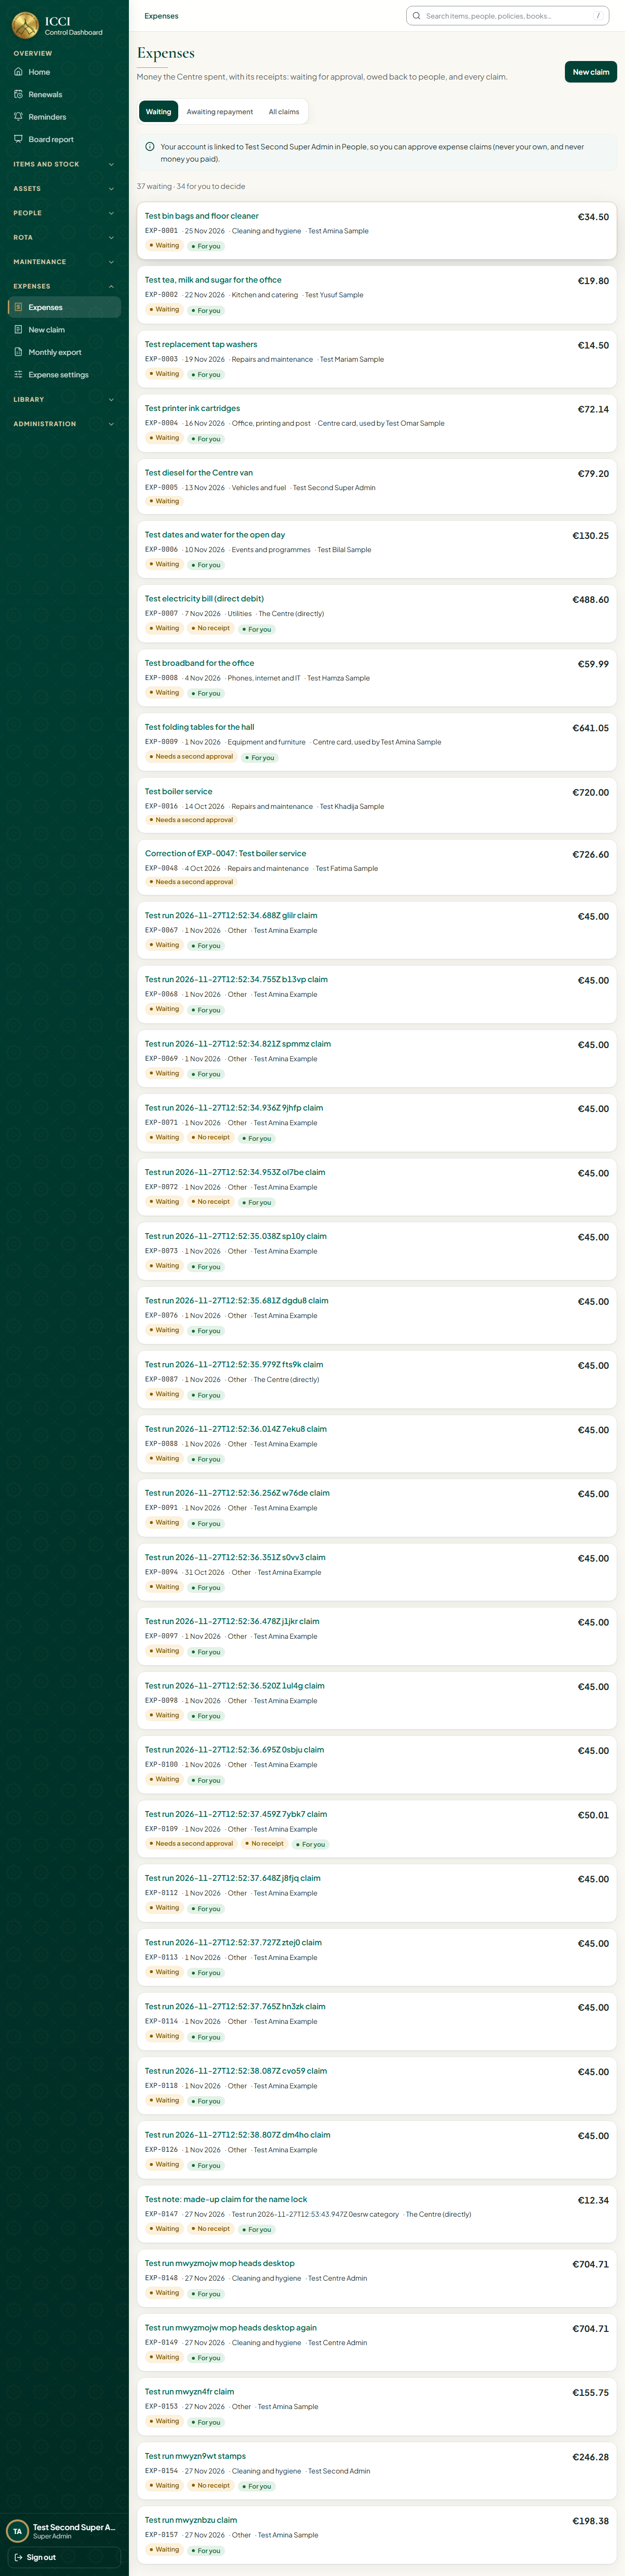 ICCI
Control Dashboard
OVERVIEW
Home
Renewals
Reminders
Board report
ITEMS AND STOCK
ASSETS
PEOPLE
ROTA
MAINTENANCE
EXPENSES
Expenses
New claim
Monthly export
Expense settings
LIBRARY
ADMINISTRATION
Test Second Super A...
TA
Super Admin
Sign out
Expenses
Search items, people, policies, books... /
Expenses
Money the Centre spent, with its receipts: waiting for approval, owed back to people, and every claim.
New claim
Waiting Awaiting repayment All claims
Your account is linked to Test Second Super Admin in People, so you can approve expense claims (never your own, and never
money you paid).
37 waiting · 34 for you to decide
Test bin bags and floor cleaner €34.50
EXP-0001 · 25 Nov 2026 · Cleaning and hygiene · Test Amina Sample
Waiting For you
Test tea, milk and sugar for the office €19.80
EXP-0002 · 22 Nov 2026 · Kitchen and catering · Test Yusuf Sample
Waiting For you
Test replacement tap washers €14.50
EXP-0003 · 19 Nov 2026 · Repairs and maintenance · Test Mariam Sample
Waiting For you
Test printer ink cartridges €72.14
EXP-0004 · 16 Nov 2026 · Office, printing and post · Centre card, used by Test Omar Sample
Waiting For you
Test diesel for the Centre van €79.20
EXP-0005 · 13 Nov 2026 · Vehicles and fuel · Test Second Super Admin
Waiting
Test dates and water for the open day €130.25
EXP-0006 · 10 Nov 2026 · Events and programmes · Test Bilal Sample
Waiting For you
Test electricity bill (direct debit) €488.60
EXP-0007 · 7 Nov 2026 · Utilities · The Centre (directly)
Waiting No receipt For you
Test broadband for the office €59.99
EXP-0008 · 4 Nov 2026 · Phones, internet and IT · Test Hamza Sample
Waiting For you
Test folding tables for the hall €641.05
EXP-0009 · 1 Nov 2026 · Equipment and furniture · Centre card, used by Test Amina Sample
Needs a second approval For you
Test boiler service €720.00
EXP-0016 · 14 Oct 2026 · Repairs and maintenance · Test Khadija Sample
Needs a second approval
Correction of EXP-0047: Test boiler service €726.60
EXP-0048 · 4 Oct 2026 · Repairs and maintenance · Test Fatima Sample
Needs a second approval
Test run 2026-11-27T12:52:34.688Z glilr claim €45.00
EXP-0067 · 1 Nov 2026 · Other · Test Amina Example
Waiting For you
Test run 2026-11-27T12:52:34.755Z b13vp claim €45.00
EXP-0068 · 1 Nov 2026 · Other · Test Amina Example
Waiting For you
Test run 2026-11-27T12:52:34.821Z spmmz claim €45.00
EXP-0069 · 1 Nov 2026 · Other · Test Amina Example
Waiting For you
Test run 2026-11-27T12:52:34.936Z 9jhfp claim €45.00
EXP-0071 · 1 Nov 2026 · Other · Test Amina Example
Waiting No receipt For you
Test run 2026-11-27T12:52:34.953Z ol7be claim €45.00
EXP-0072 · 1 Nov 2026 · Other · Test Amina Example
Waiting No receipt For you
Test run 2026-11-27T12:52:35.038Z sp10y claim €45.00
EXP-0073 · 1 Nov 2026 · Other · Test Amina Example
Waiting For you
Test run 2026-11-27T12:52:35.681Z dgdu8 claim €45.00
EXP-0076 · 1 Nov 2026 · Other · Test Amina Example
Waiting For you
Test run 2026-11-27T12:52:35.979Z fts9k claim €45.00
EXP-0087 · 1 Nov 2026 · Other · The Centre (directly)
Waiting For you
Test run 2026-11-27T12:52:36.014Z 7eku8 claim €45.00
EXP-0088 · 1 Nov 2026 · Other · Test Amina Example
Waiting For you
Test run 2026-11-27T12:52:36.256Z w76de claim €45.00
EXP-0091 · 1 Nov 2026 · Other · Test Amina Example
Waiting For you
Test run 2026-11-27T12:52:36.351Z s0vv3 claim €45.00
EXP-0094 · 31 Oct 2026 · Other · Test Amina Example
Waiting For you
Test run 2026-11-27T12:52:36.478Z j1jkr claim €45.00
EXP-0097 · 1 Nov 2026 · Other · Test Amina Example
Waiting For you
Test run 2026-11-27T12:52:36.520Z 1ul4g claim €45.00
EXP-0098 · 1 Nov 2026 · Other · Test Amina Example
Waiting For you
Test run 2026-11-27T12:52:36.695Z 0sbju claim €45.00
EXP-0100 · 1 Nov 2026 · Other · Test Amina Example
Waiting For you
Test run 2026-11-27T12:52:37.459Z 7ybk7 claim €50.01
EXP-0109 · 1 Nov 2026 · Other · Test Amina Example
Needs a second approval No receipt For you
Test run 2026-11-27T12:52:37.648Z j8fjq claim €45.00
EXP-0112 · 1 Nov 2026 · Other · Test Amina Example
Waiting For you
Test run 2026-11-27T12:52:37.727Z ztej0 claim €45.00
EXP-0113 · 1 Nov 2026 · Other · Test Amina Example
Waiting For you
Test run 2026-11-27T12:52:37.765Z hn3zk claim €45.00
EXP-0114 · 1 Nov 2026 · Other · Test Amina Example
Waiting For you
Test run 2026-11-27T12:52:38.087Z cvo59 claim €45.00
EXP-0118 · 1 Nov 2026 · Other · Test Amina Example
Waiting For you
Test run 2026-11-27T12:52:38.807Z dm4ho claim €45.00
EXP-0126 · 1 Nov 2026 · Other · Test Amina Example
Waiting For you
Test note: made-up claim for the name lock €12.34
EXP-0147 · 27 Nov 2026 · Test run 2026-11-27T12:53:43.947Z 0esrw category · The Centre (directly)
Waiting No receipt For you
Test run mwyzmojw mop heads desktop €704.71
EXP-0148 · 27 Nov 2026 · Cleaning and hygiene · Test Centre Admin
Waiting For you
Test run mwyzmojw mop heads desktop again €704.71
EXP-0149 · 27 Nov 2026 · Cleaning and hygiene · Test Centre Admin
Waiting For you
Test run mwyzn4fr claim €155.75
EXP-0153 · 27 Nov 2026 · Other · Test Amina Sample
Waiting For you
Test run mwyzn9wt stamps €246.28
EXP-0154 · 27 Nov 2026 · Cleaning and hygiene · Test Second Admin
Waiting No receipt For you
Test run mwyznbzu claim €198.38
EXP-0157 · 27 Nov 2026 · Other · Test Amina Sample
Waiting For you